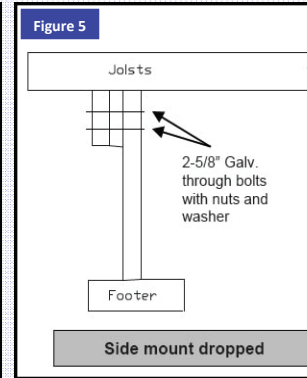 Figure 5
Joists
2-5/8" Galv.
through bolts
with nuts and
washer
Footer
Side mount dropped